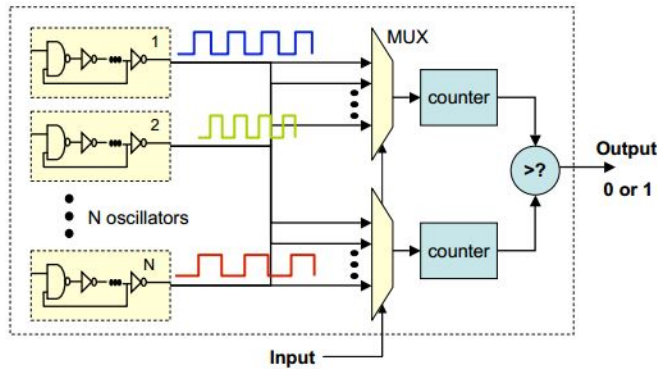 1
MUX
counter
2
Output
>?
0 or 1
N oscillators
N
counter
Input